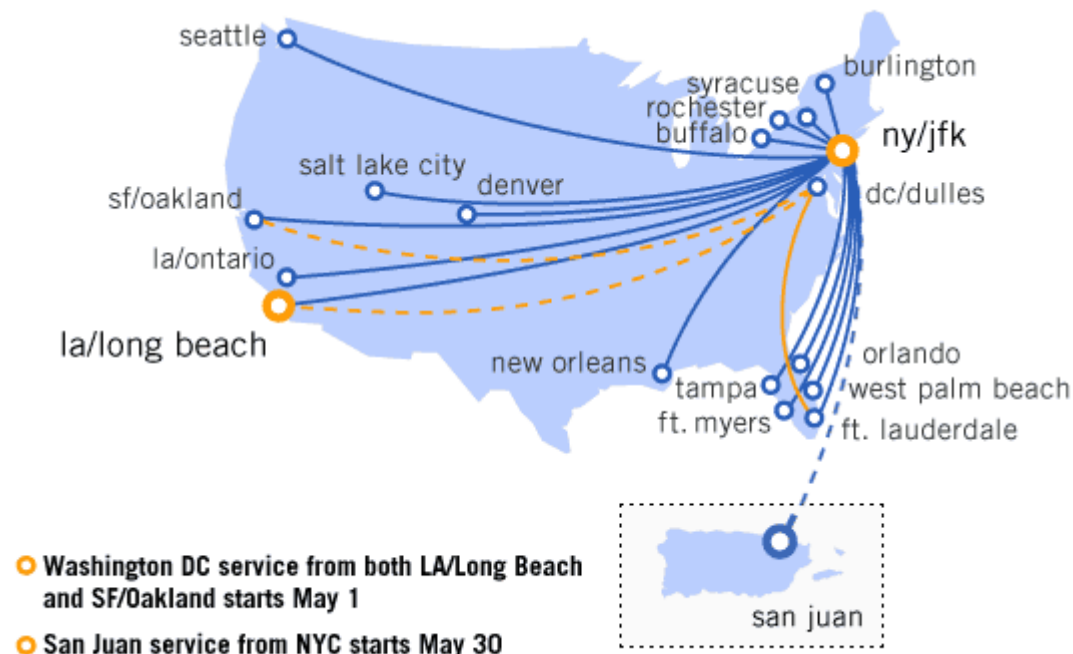 seattle
burlington
syracuse
rochester
buffalo
ny/jfk
salt lake city
denver
dc/dulles
sf/oakland
la/ontario
la/long beach
new orleans
orlando
tampa
west palm beach
ft. myers
ft. lauderdale
Washington DC service from both LA/Long Beach
and SF/Oakland starts May 1
san juan
San Juan service from NYC starts May 30